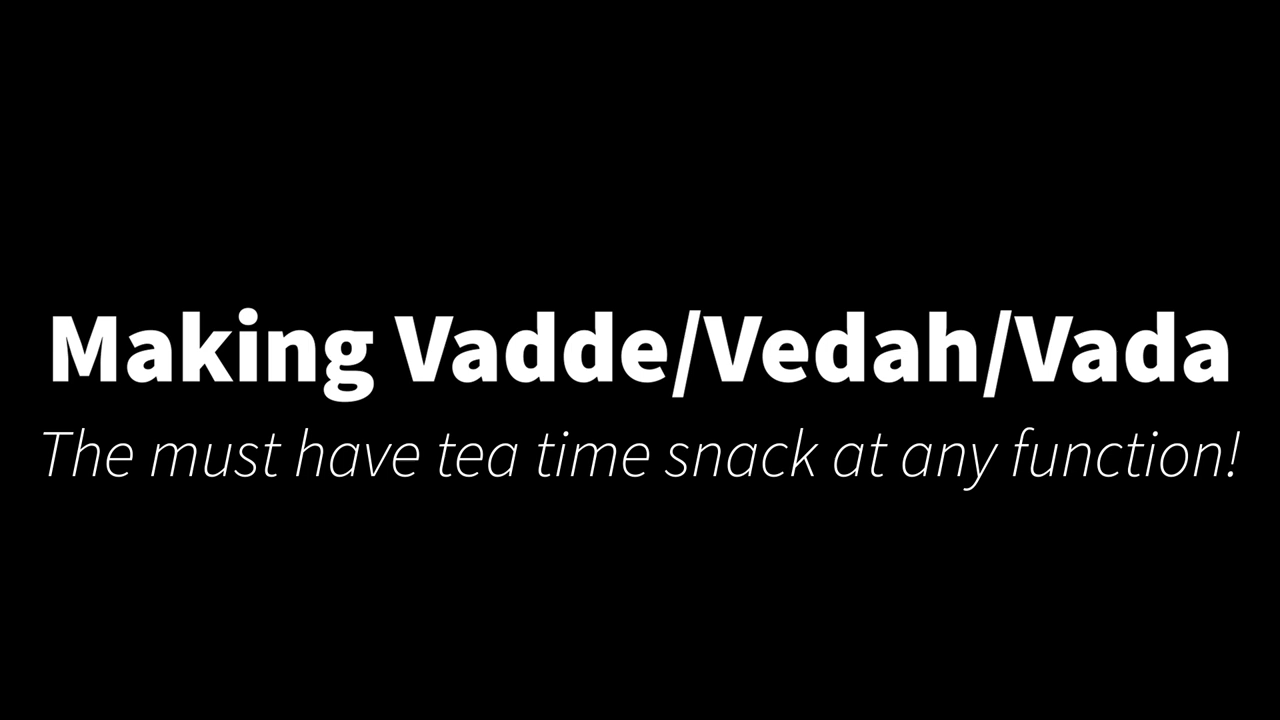 Making Vadde/Vedah/Vada
The must have tea time snack at any function!